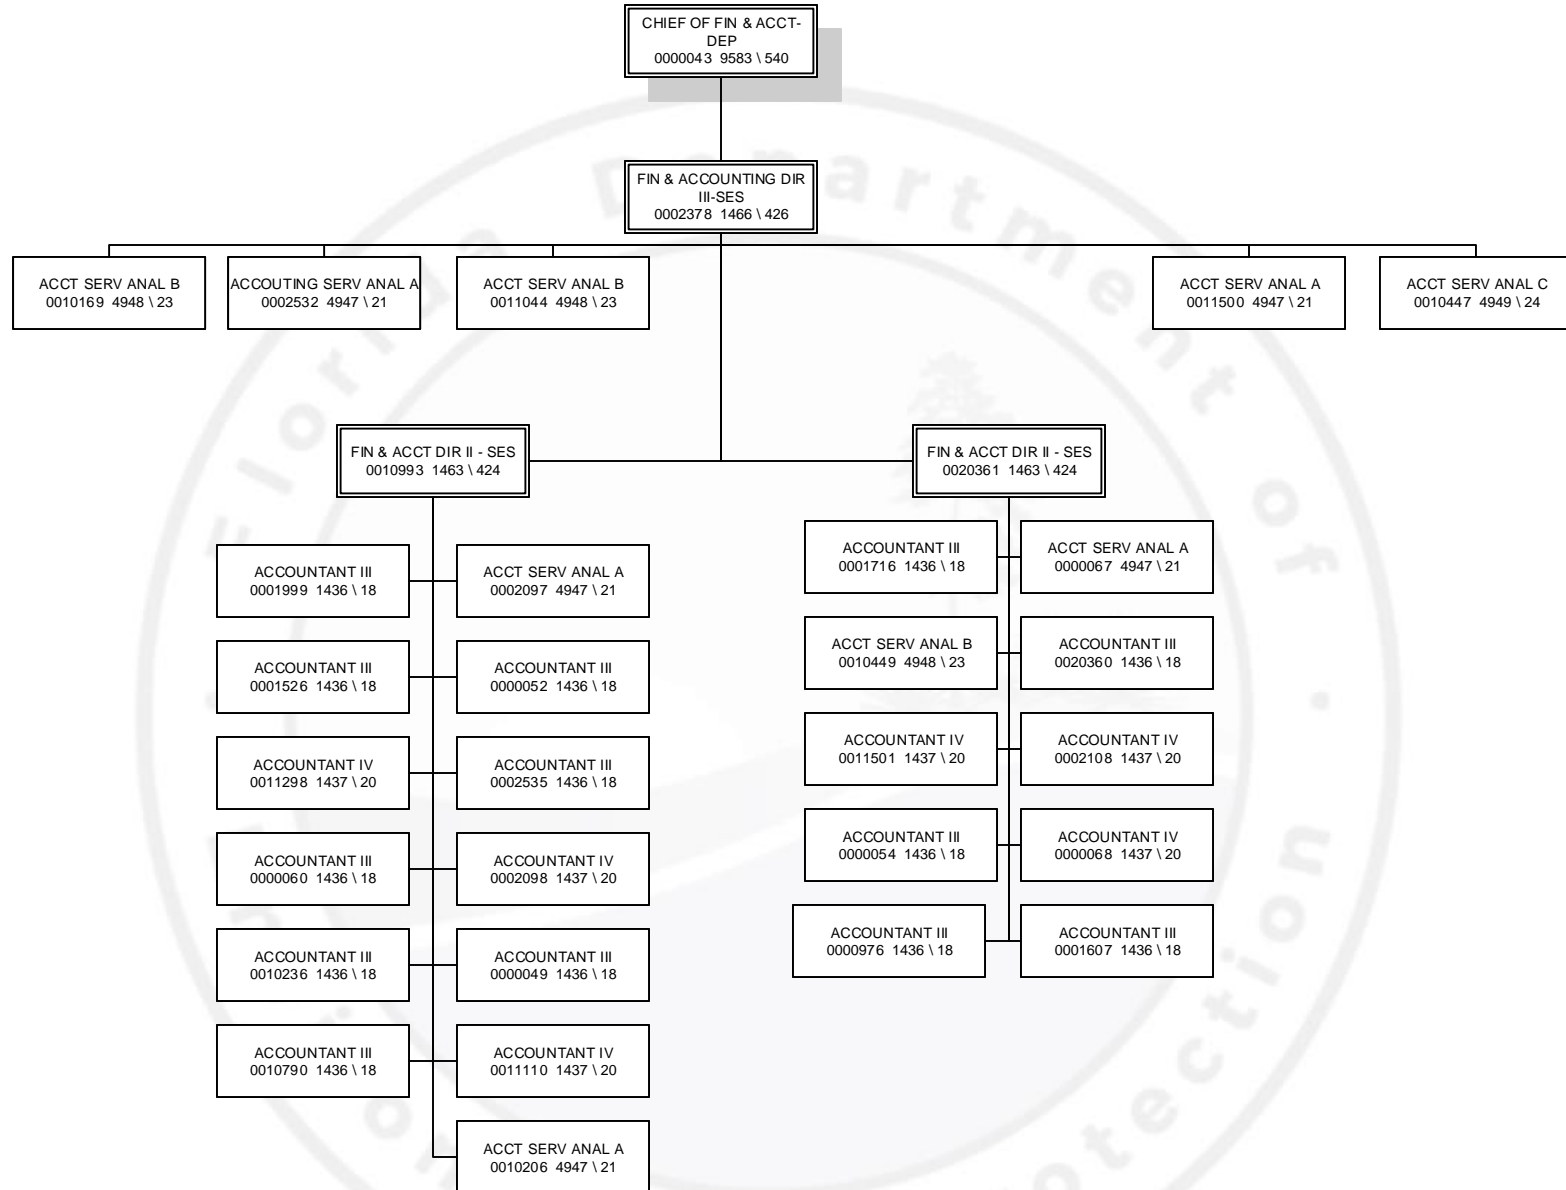 CHIEF OF FIN & ACCT-
DEP
0000043 9583 \ 540
FIN & ACCOUNTING DIR
III-SES
0002378 1466 \ 426
ACCT SERV ANAL B
0010169 4948 \ 23
ACCOUTING SERV ANAL A
0002532 4947 \ 21
ACCT SERV ANAL B
0011044 4948 \ 23
ACCT SERV ANAL A
0011500 4947 \ 21
ACCT SERV ANAL C
0010447 4949 \ 24
FIN & ACCT DIR II - SES
0010993 1463 \ 424
FIN & ACCT DIR II - SES
0020361 1463 \ 424
ACCOUNTANT III
0001999 1436 \ 18
ACCT SERV ANAL A
0002097 4947 \ 21
ACCOUNTANT III
0001526 1436 \ 18
ACCOUNTANT III
0000052 1436 \ 18
ACCOUNTANT IV
0011298 1437 \ 20
ACCOUNTANT III
0002535 1436 \ 18
ACCOUNTANT III
0000060 1436 \ 18
ACCOUNTANT IV
0002098 1437 \ 20
ACCOUNTANT III
0010236 1436 \ 18
ACCOUNTANT III
0000049 1436 \ 18
ACCOUNTANT III
0010790 1436 \ 18
ACCOUNTANT IV
0011110 1437 \ 20
ACCT SERV ANAL A
0010206 4947 \ 21
ACCOUNTANT III
0001716 1436 \ 18
ACCT SERV ANAL A
0000067 4947 \ 21
ACCT SERV ANAL B
0010449 4948 \ 23
ACCOUNTANT III
0020360 1436 \ 18
ACCOUNTANT IV
0011501 1437 \ 20
ACCOUNTANT IV
0002108 1437 \ 20
ACCOUNTANT III
0000054 1436 \ 18
ACCOUNTANT IV
0000068 1437 \ 20
ACCOUNTANT III
0000976 1436 \ 18
ACCOUNTANT III
0001607 1436 \ 18
Florida Department of